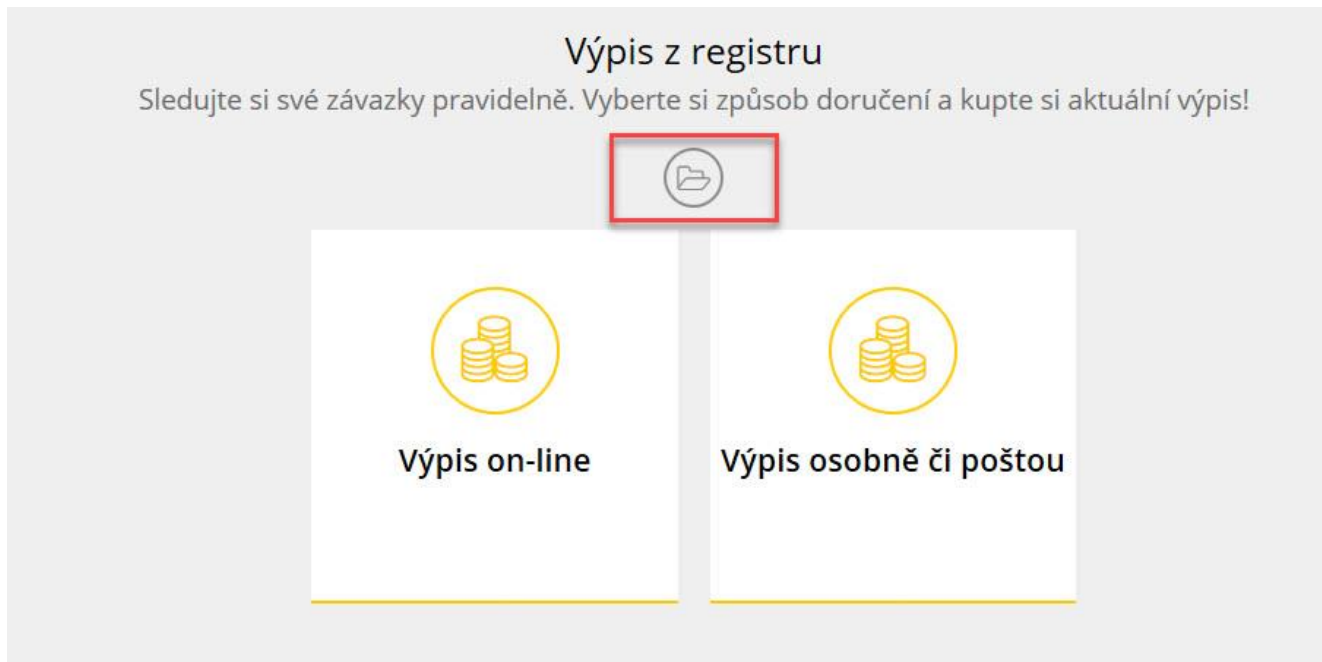 Výpis z registru
Sledujte si své závazky pravidelně. Vyberte si způsob doručení a kupte si aktuální výpis!
Výpis on-line
Výpis osobně či poštou